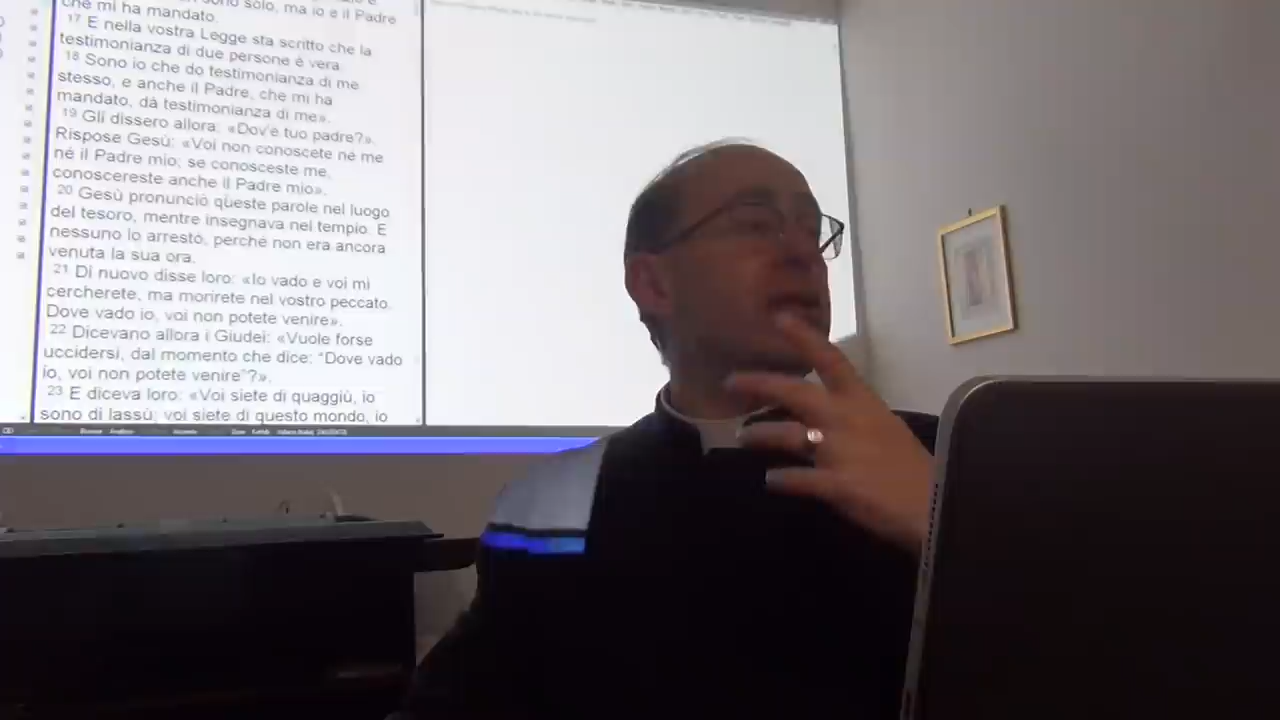 sono solo, ma io e il Padre
che mi ha mandato.
17 E nella vostra Legge sta scritto che la
testimonianza di due persone è vera.
18 Sono io che do testimonianza di me
stesso, e anche il Padre, che mi ha
mandato, dà testimonianza di me».
19 Gli dissero allora: «Dov'è tuo padre?».
Rispose Gesù: «Voi non conoscete né me
né il Padre mio; se conosceste me,
conoscereste anche il Padre mio».
20 Gesù pronunciò queste parole nel luogo
del tesoro, mentre insegnava nel tempio. E
nessuno lo arrestò, perché non era ancora
venuta la sua ora.
21 Di nuovo disse loro: «Io vado e voi mi
cercherete, ma morirete nel vostro peccato.
Dove vado io, voi non potete venire».
22 Dicevano allora i Giudei: «Vuole forse
uccidersi, dal momento che dice: "Dove vado
io, voi non potete venire"?».
23 E diceva loro: «Voi siete di quaggiù, io
sono di lassù; voi siete di questo mondo, io